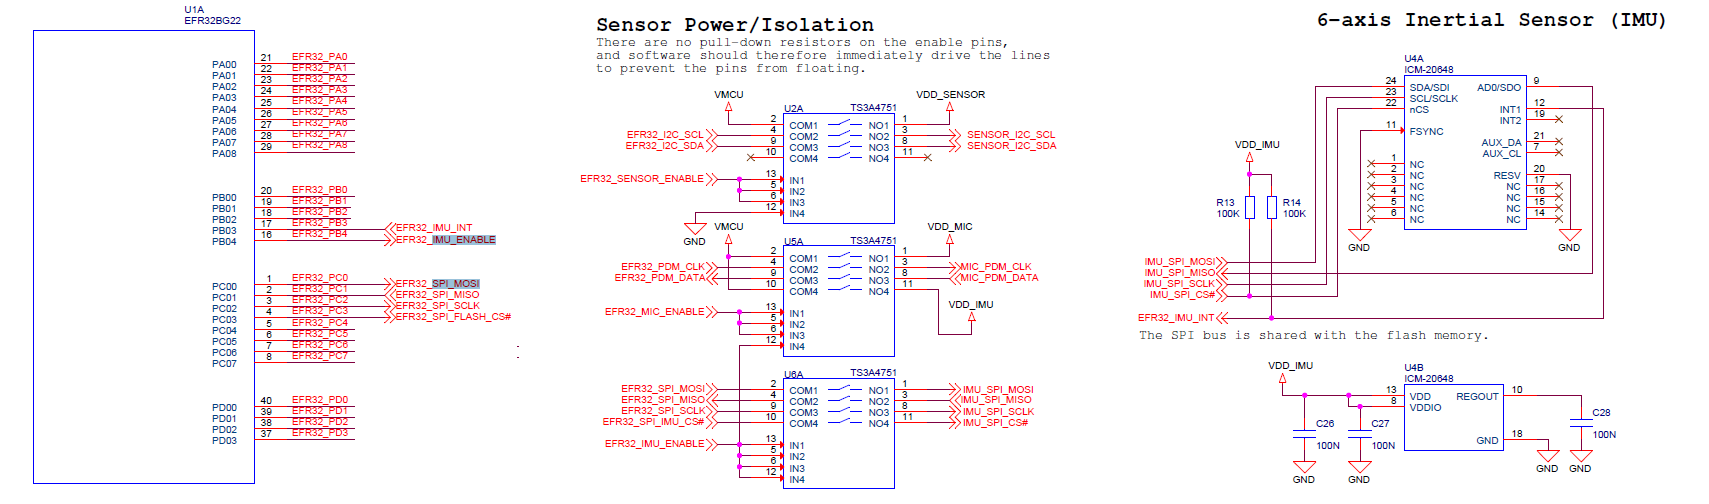 U1A
EFR32BG22
PA00 21 EFR32_PA0
PA01 22 EFR32_PA1
PA02 23 EFR32_PA2
PA03 24 EFR32_PA3
PA04 25 EFR32_PA4
PA05 26 EFR32_PA5
PA06 27 EFR32_PA6
PA07 28 EFR32_PA7
PA08 29 EFR32_PA8
PB00 20 EFR32_PB0
PB01 19 EFR32_PB1
PB02 18 EFR32_PB2
PB03 17 EFR32_PB3 EFR32_IMU_INT
PB04 16 EFR32_PB4 EFR32_IMU_ENABLE
PC00 1 EFR32_PC0 EFR32_SPI_MOSI
PC01 2 EFR32_PC1 EFR32_SPI_MISO
PC02 3 EFR32_PC2 EFR32_SPI_SCLK
PC03 4 EFR32_PC3 EFR32_SPI_FLASH_CS#
PC04 5 EFR32_PC4
PC05 6 EFR32_PC5
PC06 7 EFR32_PC6
PC07 8 EFR32_PC7
PD00 40 EFR32_PD0
PD01 39 EFR32_PD1
PD02 38 EFR32_PD2
PD03 37 EFR32_PD3
Sensor Power/Isolation
There are no pull-down resistors on the enable pins,
and software should therefore immediately drive the lines
to prevent the pins from floating.
VMCU VDD_SENSOR
U2A TS3A4751
2 COM1 NO1 1
EFR32_I2C_SCL 4 COM2 NO2 3 SENSOR_I2C_SCL
EFR32_I2C_SDA 9 COM3 NO3 8 SENSOR_I2C_SDA
10 COM4 NO4 11
EFR32_SENSOR_ENABLE 13 IN1
5 IN2
6 IN3
12 IN4
GND
VMCU VDD_MIC
U5A TS3A4751
2 COM1 NO1 1
EFR32_PDM_CLK 4 COM2 NO2 3 MIC_PDM_CLK
EFR32_PDM_DATA 9 COM3 NO3 8 MIC_PDM_DATA
10 COM4 NO4 11
VDD_IMU
EFR32_MIC_ENABLE 13 IN1
5 IN2
6 IN3
12 IN4
U6A TS3A4751
EFR32_SPI_MOSI 2 COM1 NO1 1 IMU_SPI_MOSI
EFR32_SPI_MISO 4 COM2 NO2 3 IMU_SPI_MISO
EFR32_SPI_SCLK 9 COM3 NO3 8 IMU_SPI_SCLK
EFR32_SPI_IMU_CS# 10 COM4 NO4 11 IMU_SPI_CS#
EFR32_IMU_ENABLE 13 IN1
5 IN2
6 IN3
12 IN4
6-axis Inertial Sensor (IMU)
U4A
ICM-20648
24 SDA/SDI AD0/SDO 9
23 SCL/SCLK
22 nCS INT1 12
INT2 19
11 FSYNC
AUX_DA 21
AUX_CL 7
1 NC
2 NC RESV 20
3 NC NC 17
4 NC NC 16
5 NC NC 15
6 NC NC 14
GND GND
VDD_IMU
R13 R14
100K 100K
IMU_SPI_MOSI
IMU_SPI_MISO
IMU_SPI_SCLK
IMU_SPI_CS#
EFR32_IMU_INT
The SPI bus is shared with the flash memory.
VDD_IMU
U4B
ICM-20648
13 VDD REGOUT 10
8 VDDIO
C26 C27 C28
100N 100N 100N
GND 18
GND GND GND GND